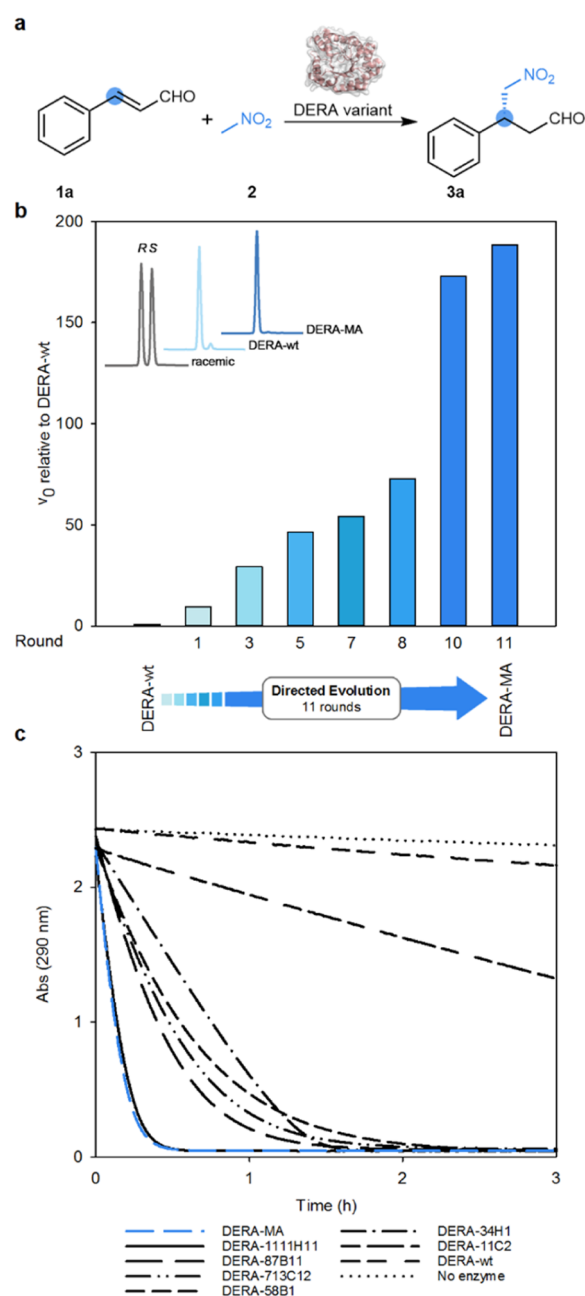 a
CHO
+
NO2
DERA variant
NO2
CHO
1a
2
3a
b
200
150
100
50
0
v0 relative to DERA-wt
R S
racemic
DERA-wt
DERA-MA
Round 1 3 5 7 8 10 11
DERA-wt
Directed Evolution
11 rounds
DERA-MA
c
3
2
1
0
Abs (290 nm)
0 1 2 3
Time (h)
DERA-MA
DERA-1111H11
DERA-87B11
DERA-713C12
DERA-58B1
DERA-34H1
DERA-11C2
DERA-wt
No enzyme